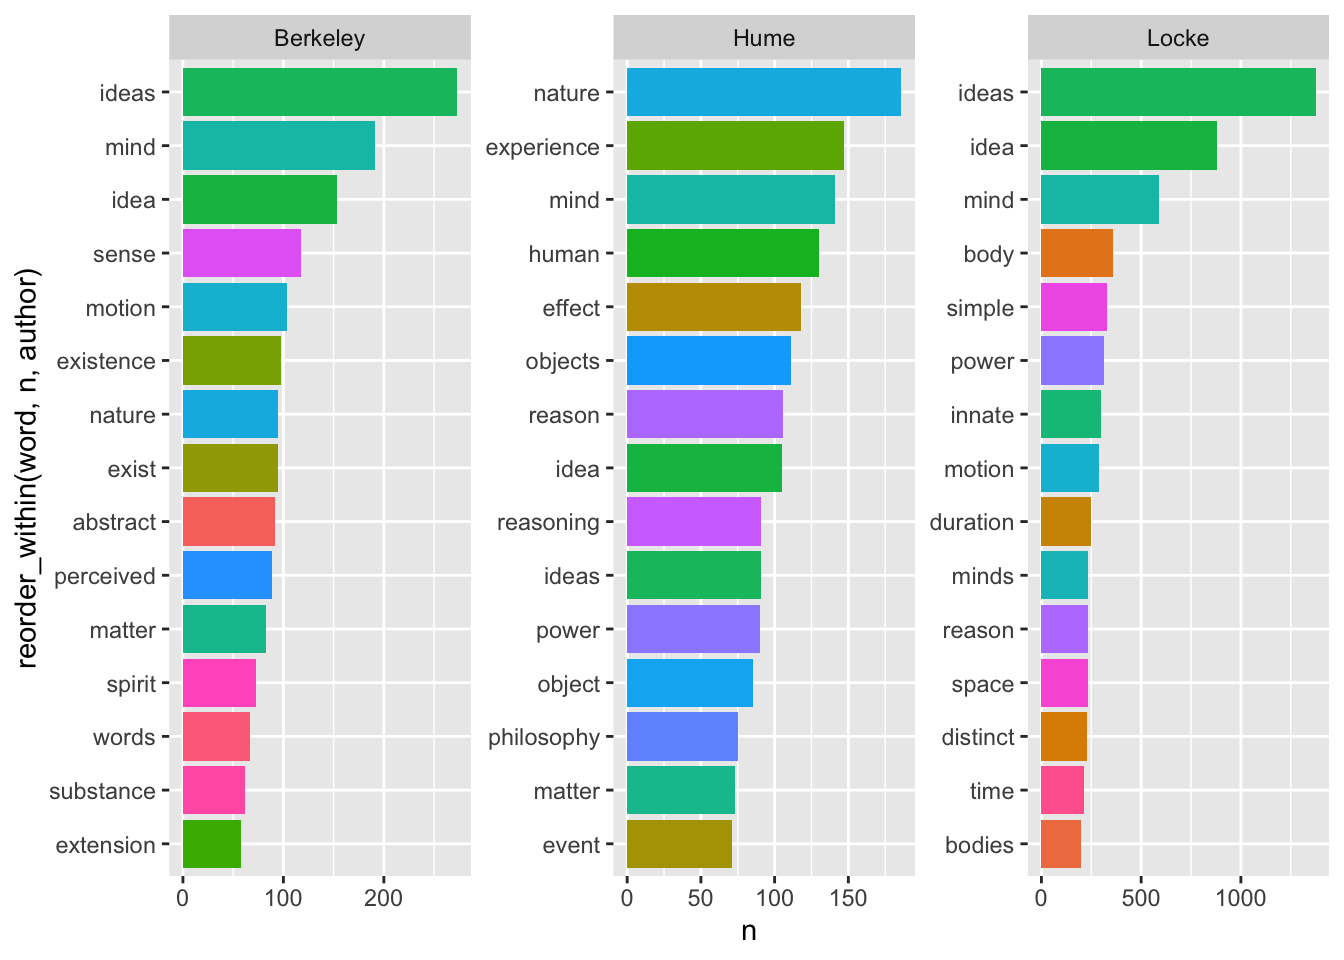 Berkeley
Hume
Locke
reorder_within(word, n, author)
ideas
mind
idea
sense
motion
existence
nature
exist
abstract
perceived
matter
spirit
words
substance
extension
0 100 200
nature
experience
mind
human
effect
objects
reason
idea
reasoning
ideas
power
object
philosophy
matter
event
0 50 100 150
ideas
idea
mind
body
simple
power
innate
motion
duration
minds
reason
space
distinct
time
bodies
0 500 1000
n